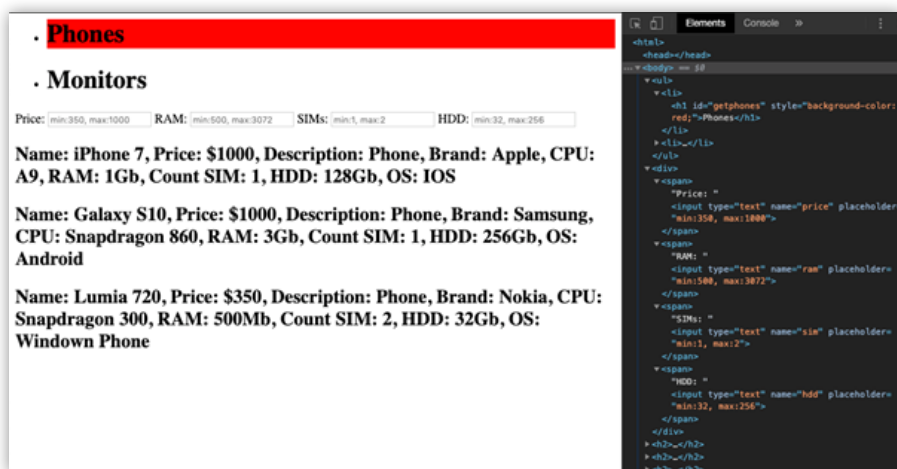 Phones
Monitors
Price: min:350, max:1000 RAM: min:500, max:3072 SIMs: min:1, max:2 HDD: min:32, max:256
Name: iPhone 7, Price: $1000, Description: Phone, Brand: Apple, CPU:
A9, RAM: 1Gb, Count SIM: 1, HDD: 128Gb, OS: IOS
Name: Galaxy S10, Price: $1000, Description: Phone, Brand: Samsung,
CPU: Snapdragon 860, RAM: 3Gb, Count SIM: 1, HDD: 256Gb, OS:
Android
Name: Lumia 720, Price: $350, Description: Phone, Brand: Nokia, CPU:
Snapdragon 300, RAM: 500Mb, Count SIM: 2, HDD: 32Gb, OS:
Windown Phone
Elements Console »
<html>
<head></head>
<body> == $0
<ul>
<li>
<h1 id="getphones" style="background-color:
red;">Phones</h1>
</li>
<li>…</li>
</ul>
<div>
<span>
"Price: "
<input type="text" name="price" placeholder=
"min:350, max:1000">
</span>
<span>
"RAM: "
<input type="text" name="ram" placeholder=
"min:500, max:3072">
</span>
<span>
"SIMs: "
<input type="text" name="sim" placeholder=
"min:1, max:2">
</span>
<span>
"HDD: "
<input type="text" name="hdd" placeholder=
"min:32, max:256">
</span>
</div>
<h2>…</h2>
<h2>…</h2>